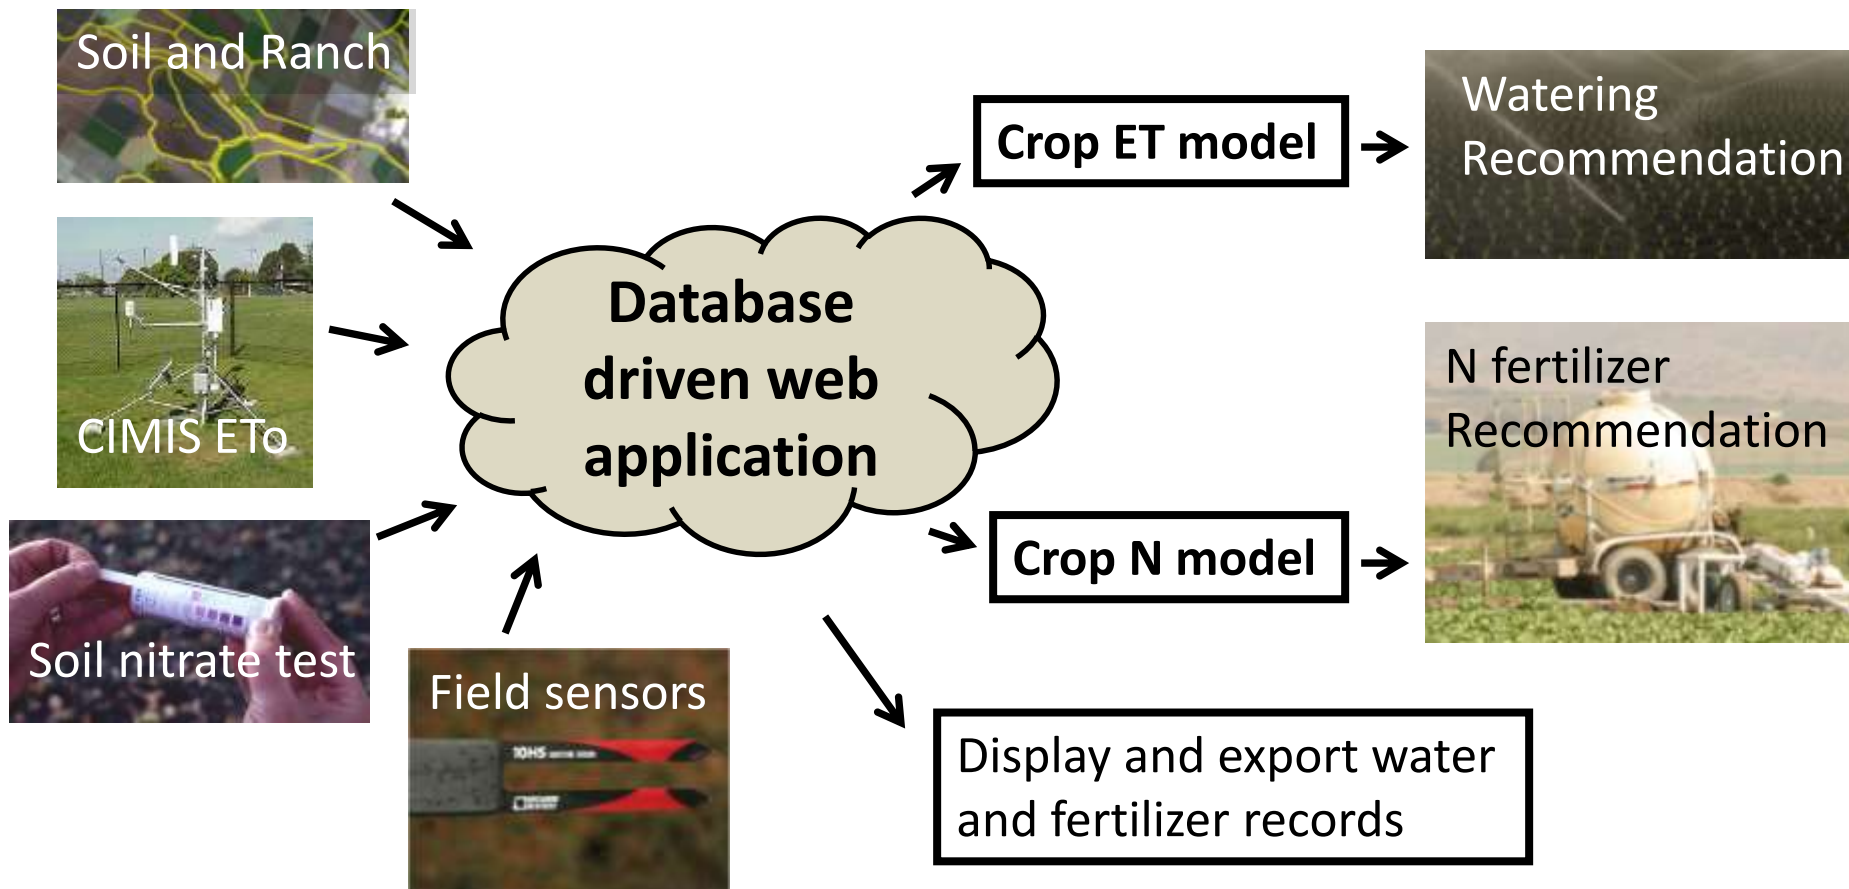 Soil and Ranch
CIMIS ETo
Soil nitrate test
Field sensors
10HS
Database
driven web
application
Crop ET model
Watering
Recommendation
Crop N model
N fertilizer
Recommendation
Display and export water
and fertilizer records